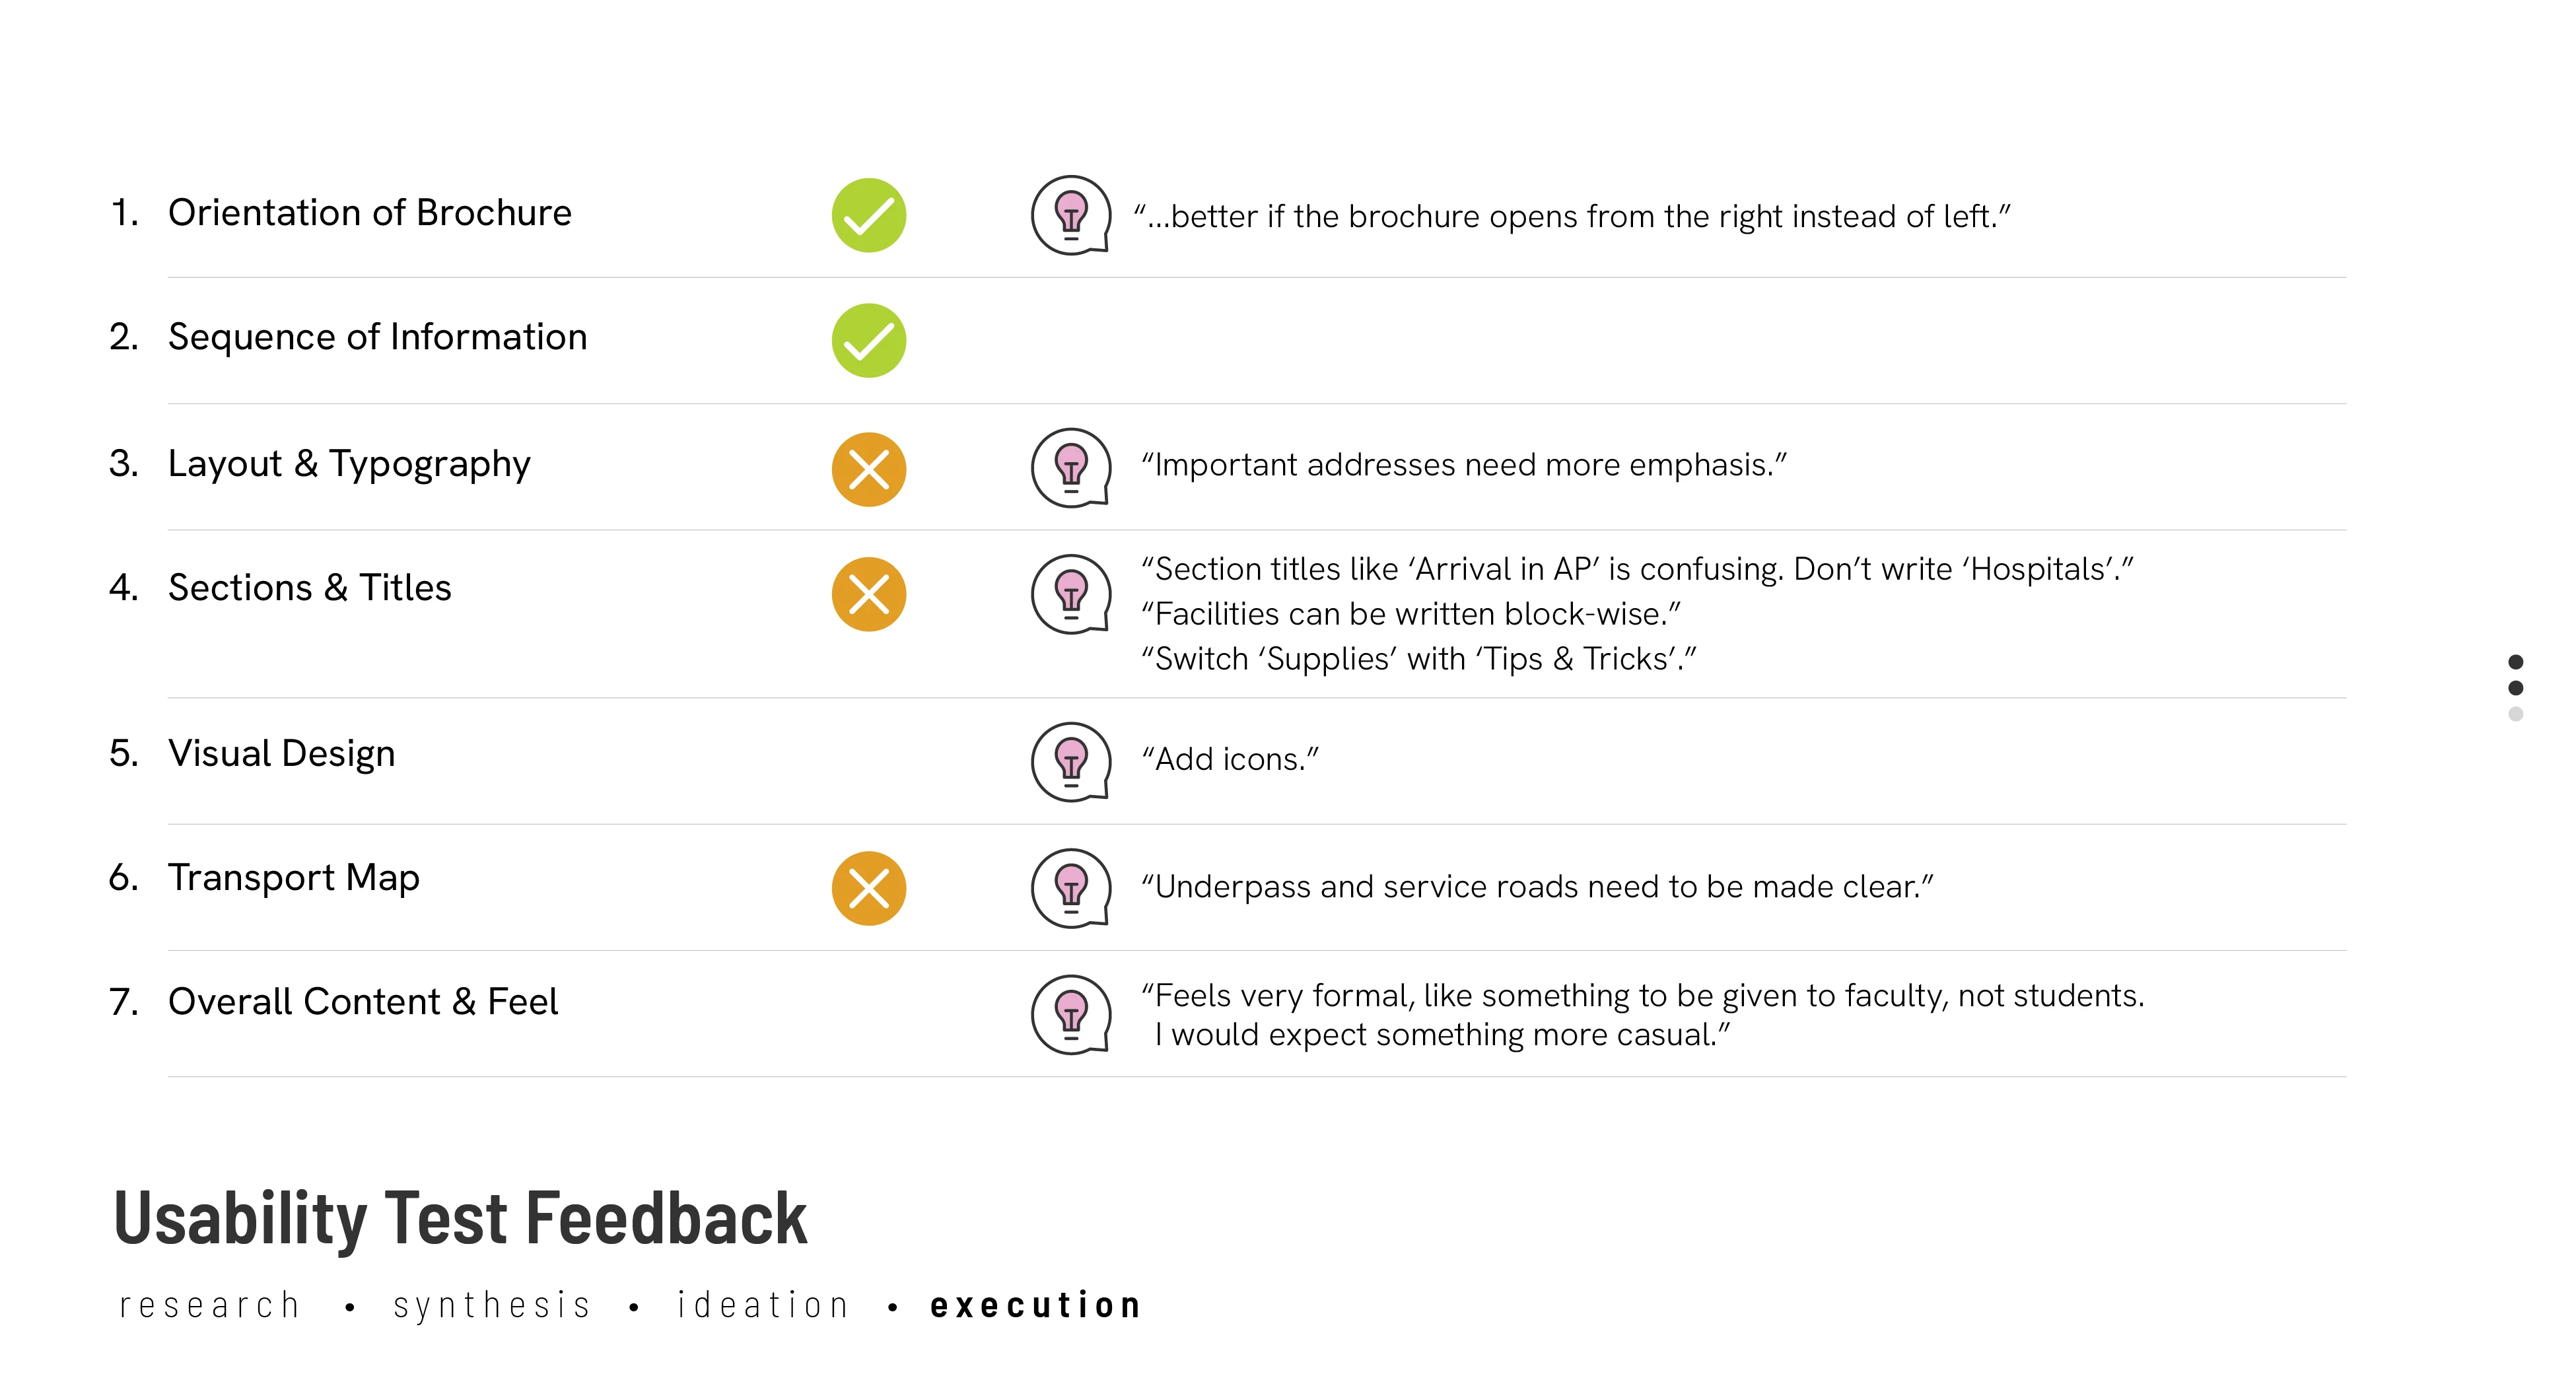 1. Orientation of Brochure
“...better if the brochure opens from the right instead of left.”
2. Sequence of Information
3. Layout & Typography
“Important addresses need more emphasis.”
4. Sections & Titles
“Section titles like ‘Arrival in AP’ is confusing. Don’t write ‘Hospitals’.”
“Facilities can be written block-wise.”
“Switch ‘Supplies’ with ‘Tips & Tricks’.”
5. Visual Design
“Add icons.”
6. Transport Map
“Underpass and service roads need to be made clear.”
7. Overall Content & Feel
“Feels very formal, like something to be given to faculty, not students.
I would expect something more casual.”
Usability Test Feedback
research • synthesis • ideation • execution